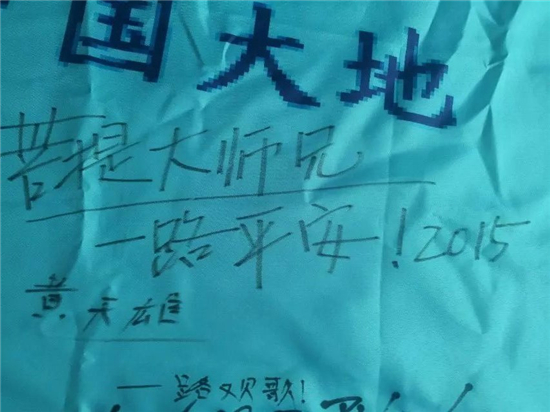 国大地
菩提大师兄
一路平安！2015
黄天雄
一路欢歌！